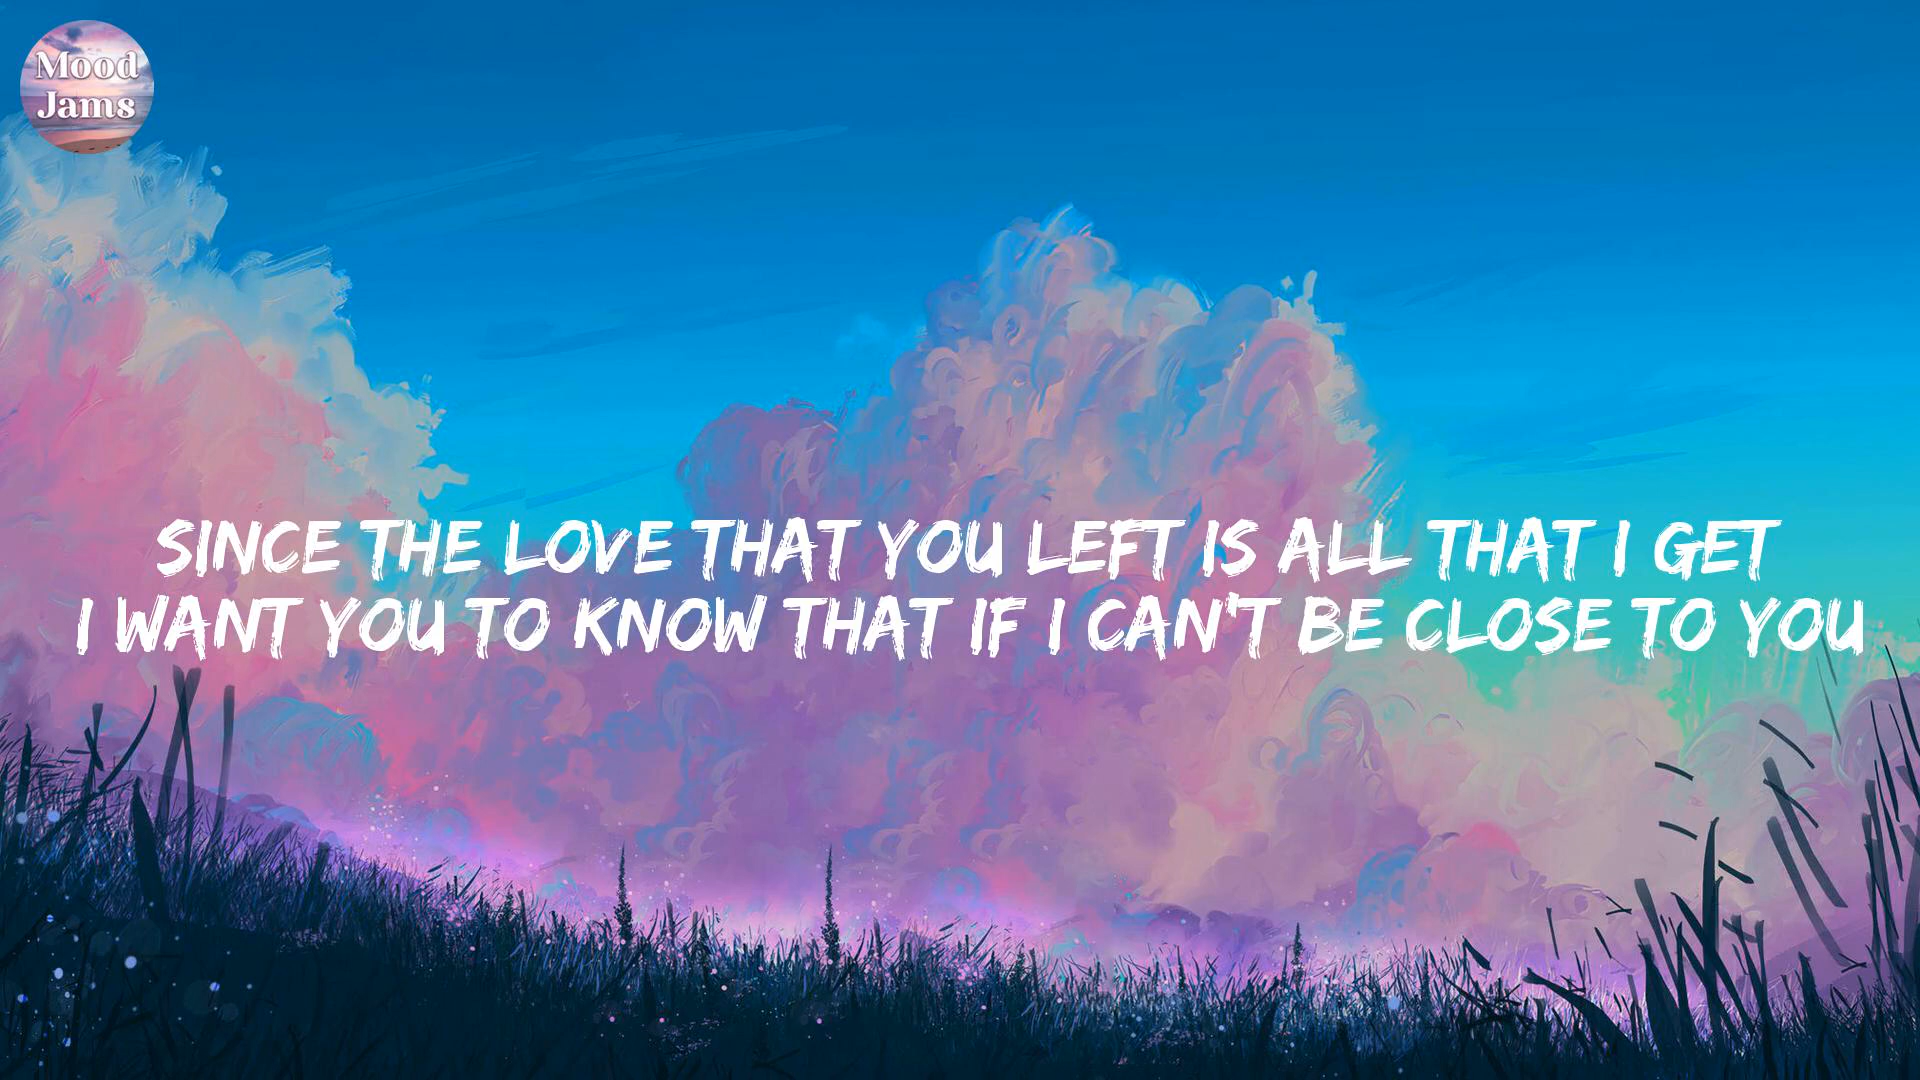 Mood
Jams
SINCE THE LOVE THAT YOU LEFT IS ALL THAT I GET
I WANT YOU TO KNOW THAT IF I CAN'T BE CLOSE TO YOU